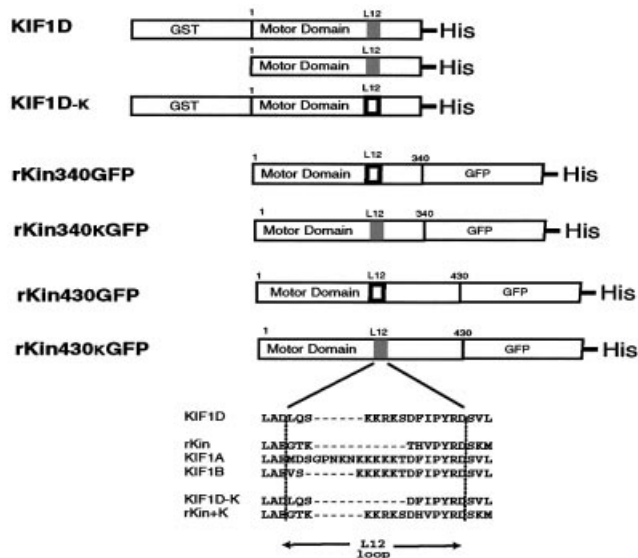 KIF1D
1
L12
GST
Motor Domain
His
1
L12
Motor Domain
His
KIF1D-K
1
L12
GST
Motor Domain
His
rKin340GFP
1
L12
340
Motor Domain
GFP
His
rKin340KGFP
1
L12
340
Motor Domain
GFP
His
rKin430GFP
1
L12
430
Motor Domain
GFP
His
rKin430KGFP
1
L12
430
Motor Domain
GFP
His
KIF1D LADLQS------KKRKSDFIPYRDSVL
rKin LAEGTK-----------THVPYRDSKM
KIF1A LAEMDSGPNKNKKKKKTDFIPYRDSVL
KIF1B LAEVS------KKKKKTDFIPYRDSVL
KIF1D-K LADLQS-----------DFIPYRDSVL
rKin+K LAEGTK------KKRKSDHVPYRDSKM
L12
loop